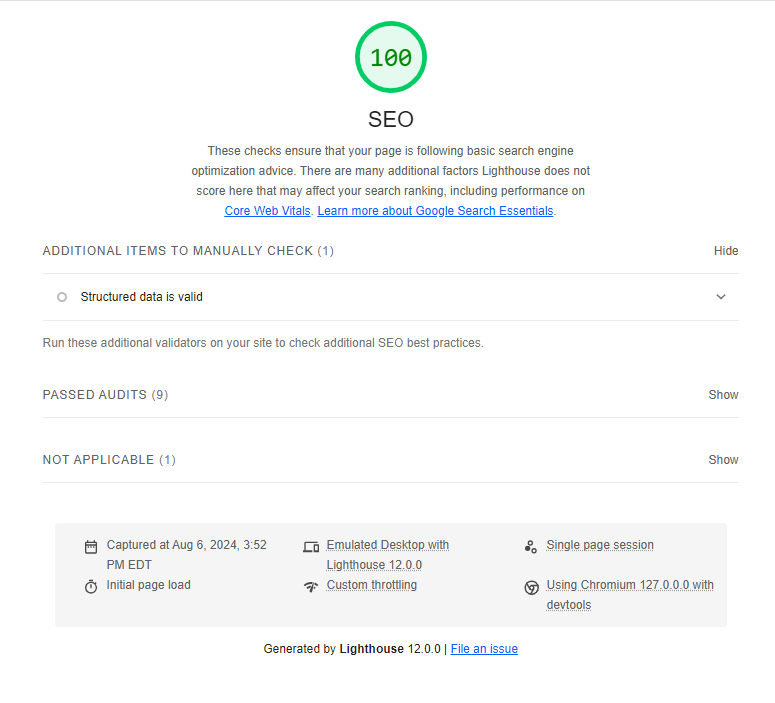 100
SEO
These checks ensure that your page is following basic search engine
optimization advice. There are many additional factors Lighthouse does not
score here that may affect your search ranking, including performance on
Core Web Vitals. Learn more about Google Search Essentials.
ADDITIONAL ITEMS TO MANUALLY CHECK (1)
Hide
Structured data is valid
Run these additional validators on your site to check additional SEO best practices.
PASSED AUDITS (9)
Show
NOT APPLICABLE (1)
Show
Captured at Aug 6, 2024, 3:52
PM EDT
Initial page load
Emulated Desktop with
Lighthouse 12.0.0
Custom throttling
Single page session
Using Chromium 127.0.0.0 with
devtools
Generated by Lighthouse 12.0.0 | File an issue